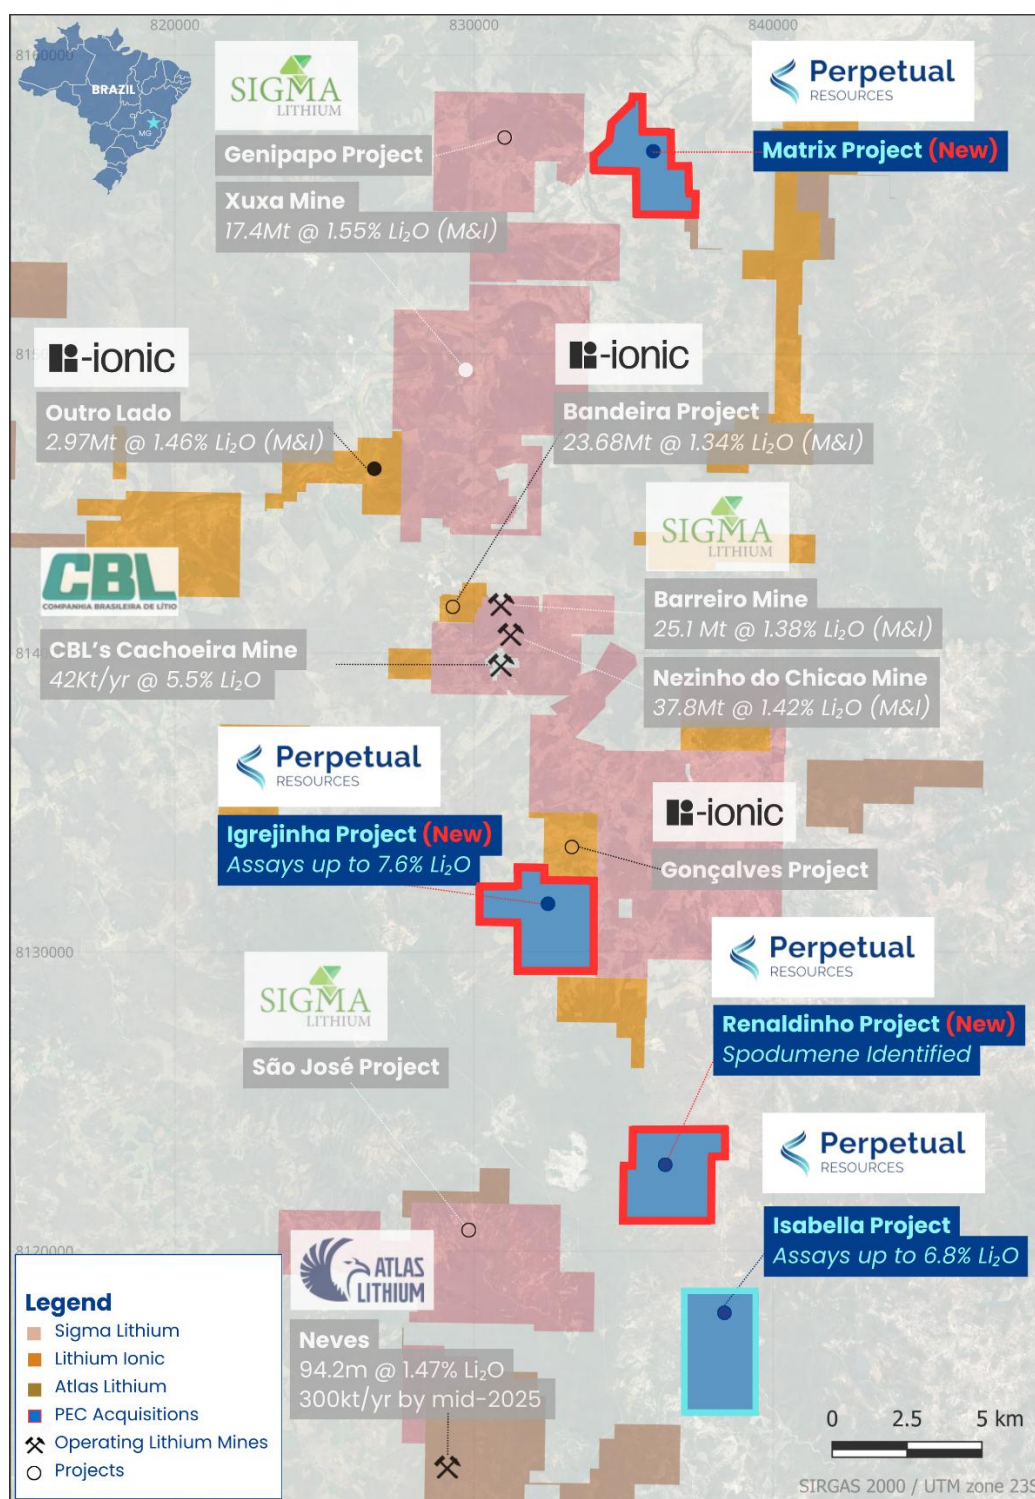 820000
830000
840000
8160000
BRAZIL
MG
SIGMA
LITHIUM
Genipapo Project
Xuxa Mine
17.4Mt @ 1.55% Li₂O (M&I)
Perpetual
RESOURCES
Matrix Project (New)
-ionic
Outro Lado
2.97Mt @ 1.46% Li₂O (M&I)
-ionic
Bandeira Project
23.68Mt @ 1.34% Li₂O (M&I)
SIGMA
LITHIUM
Barreiro Mine
25.1 Mt @ 1.38% Li₂O (M&I)
Nezinho do Chicao Mine
37.8Mt @ 1.42% Li₂O (M&I)
CBL
COMPANHIA BRASILEIRA DE LÍTIO
CBL's Cachoeira Mine
42Kt/yr @ 5.5% Li₂O
Perpetual
RESOURCES
Igrejinha Project (New)
Assays up to 7.6% Li₂O
-ionic
Gonçalves Project
8130000
Perpetual
RESOURCES
Renaldinho Project (New)
Spodumene Identified
SIGMA
LITHIUM
São José Project
Perpetual
RESOURCES
Isabella Project
Assays up to 6.8% Li₂O
8120000
ATLAS
LITHIUM
Neves
94.2m @ 1.47% Li₂O
300kt/yr by mid-2025
Legend
Sigma Lithium
Lithium Ionic
Atlas Lithium
PEC Acquisitions
Operating Lithium Mines
Projects
0 2.5 5 km
SIRGAS 2000 / UTM zone 23S